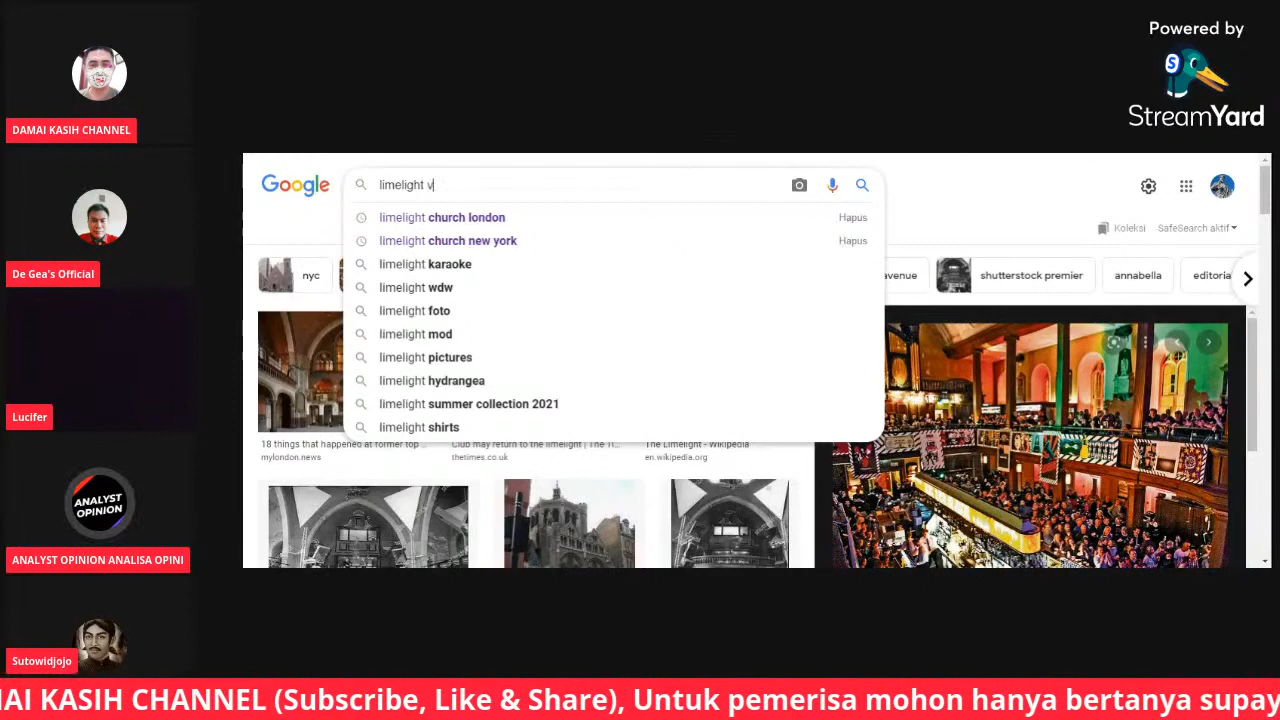 Powered by
StreamYard
DAMAI KASIH CHANNEL
De Gea's Official
Lucifer
ANALYST
OPINION
ANALYST OPINION ANALISA OPINI
Sutowidjojo
Google
limelight v
limelight church london Hapus
limelight church new york Hapus
limelight karaoke
limelight wdw
limelight foto
limelight mod
limelight pictures
limelight hydrangea
limelight summer collection 2021
limelight shirts
Koleksi SafeSearch aktif
nyc
avenue
shutterstock premier
annabella
editoria
18 things that happened at former top ...
mylondon.news
Club may return to the limelight | The Ti...
thetimes.co.uk
The Limelight - Wikipedia
en.wikipedia.org
MAI KASIH CHANNEL (Subscribe, Like & Share), Untuk pemerisa mohon hanya bertanya supay